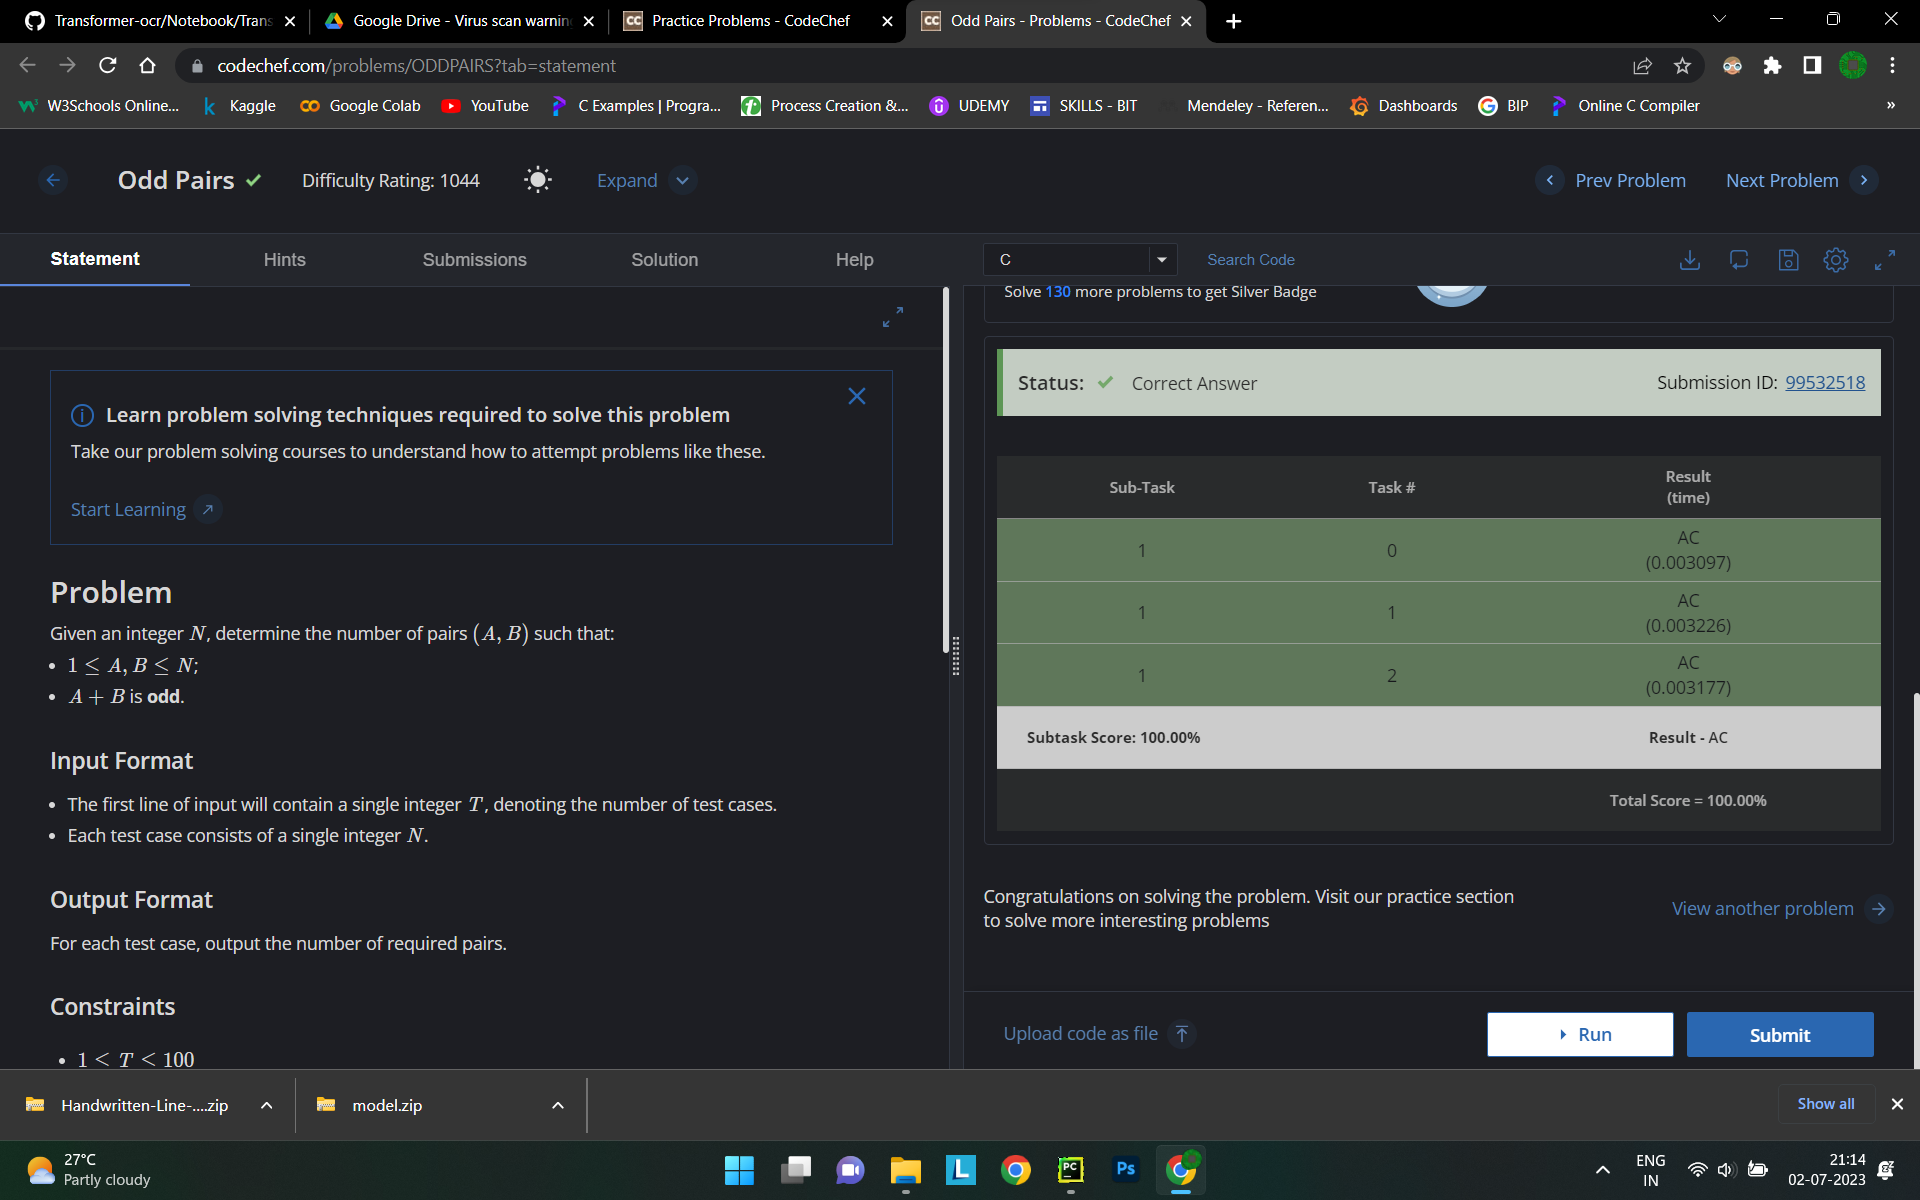 Transformer-ocr/Notebook/Trans
Google Drive - Virus scan warnin
CC Practice Problems - CodeChef
CC Odd Pairs - Problems - CodeChef
codechef.com/problems/ODDPAIRS?tab=statement
W3Schools Online...
Kaggle
Google Colab
YouTube
C Examples | Progra...
Process Creation &...
UDEMY
SKILLS - BIT
Mendeley - Referen...
Dashboards
BIP
Online C Compiler
»
Odd Pairs
Difficulty Rating: 1044
Expand
Prev Problem
Next Problem
Statement
Hints
Submissions
Solution
Help
C
Search Code
Learn problem solving techniques required to solve this problem
Take our problem solving courses to understand how to attempt problems like these.
Start Learning
Problem
Given an integer N, determine the number of pairs (A, B) such that:
• 1 ≤ A, B ≤ N;
• A + B is odd.
Input Format
• The first line of input will contain a single integer T, denoting the number of test cases.
• Each test case consists of a single integer N.
Output Format
For each test case, output the number of required pairs.
Constraints
• 1 < T < 100
Solve 130 more problems to get Silver Badge
Status: Correct Answer
Submission ID: 99532518
Sub-Task Task # Result
(time)
1 0 AC
(0.003097)
1 1 AC
(0.003226)
1 2 AC
(0.003177)
Subtask Score: 100.00% Result - AC
Total Score = 100.00%
Congratulations on solving the problem. Visit our practice section
to solve more interesting problems
View another problem
Upload code as file
Run
Submit
Handwritten-Line-....zip
model.zip
Show all
27°C
Partly cloudy
L
PC
Ps
ENG
IN
21:14
02-07-2023